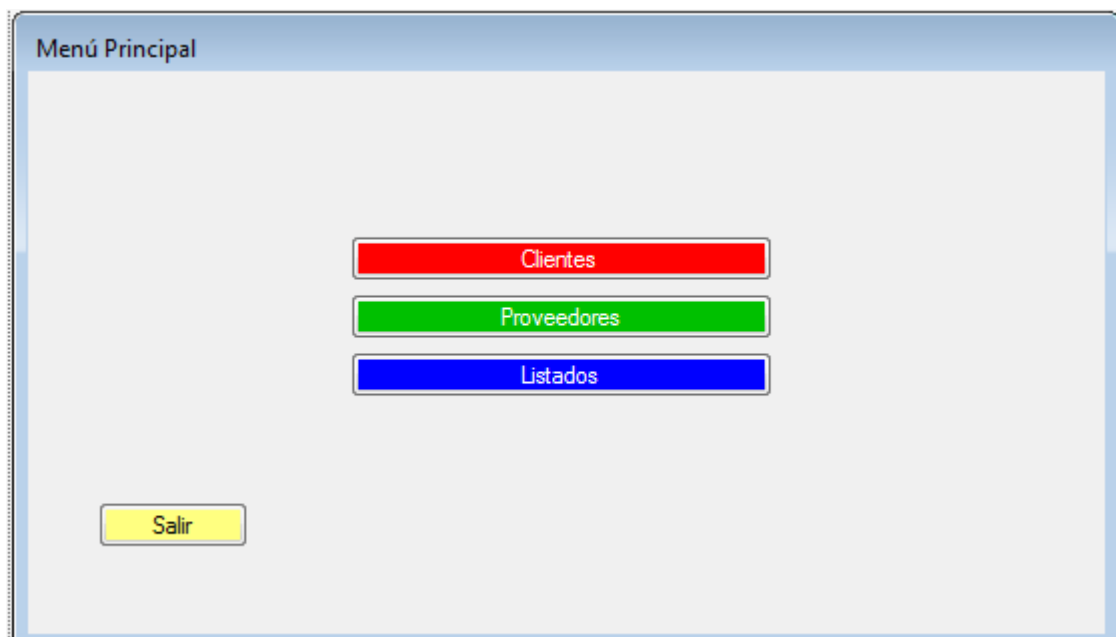 Menú Principal
Clientes
Proveedores
Listados
Salir